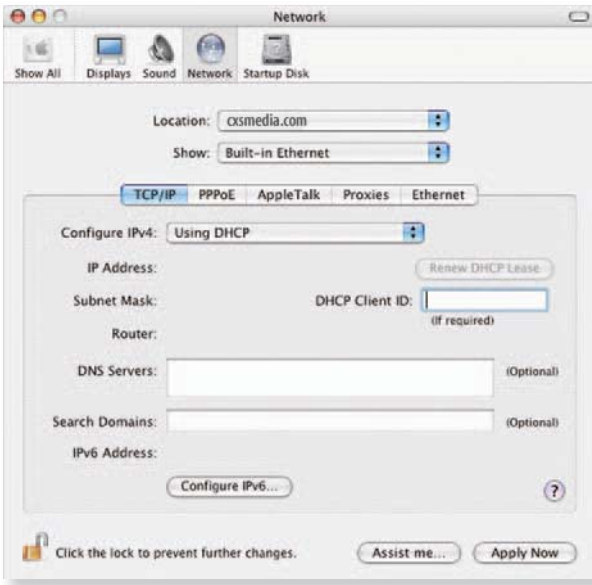 Network
Show All Displays Sound Network Startup Disk
Location: cxsmedia.com
Show: Built-in Ethernet
TCP/IP PPPoE AppleTalk Proxies Ethernet
Configure IPv4: Using DHCP
IP Address: Renew DHCP Lease
Subnet Mask: DHCP Client ID:
(If required)
Router:
DNS Servers: (Optional)
Search Domains: (Optional)
IPv6 Address:
Configure IPv6... ?
Click the lock to prevent further changes. Assist me... Apply Now